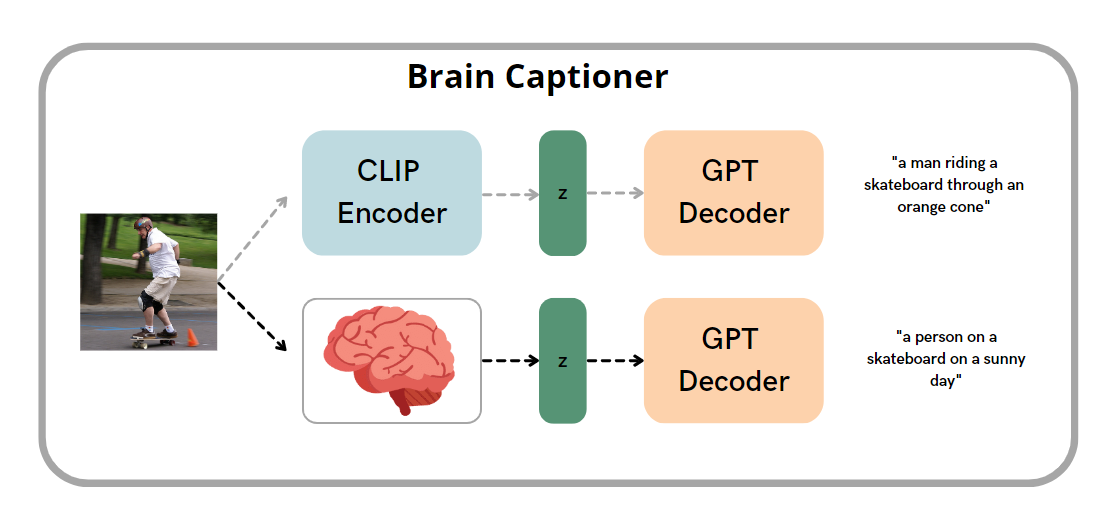 Brain Captioner
CLIP
Encoder
z
GPT
Decoder
"a man riding a
skateboard through an
orange cone"
z
GPT
Decoder
"a person on a
skateboard on a sunny
day"